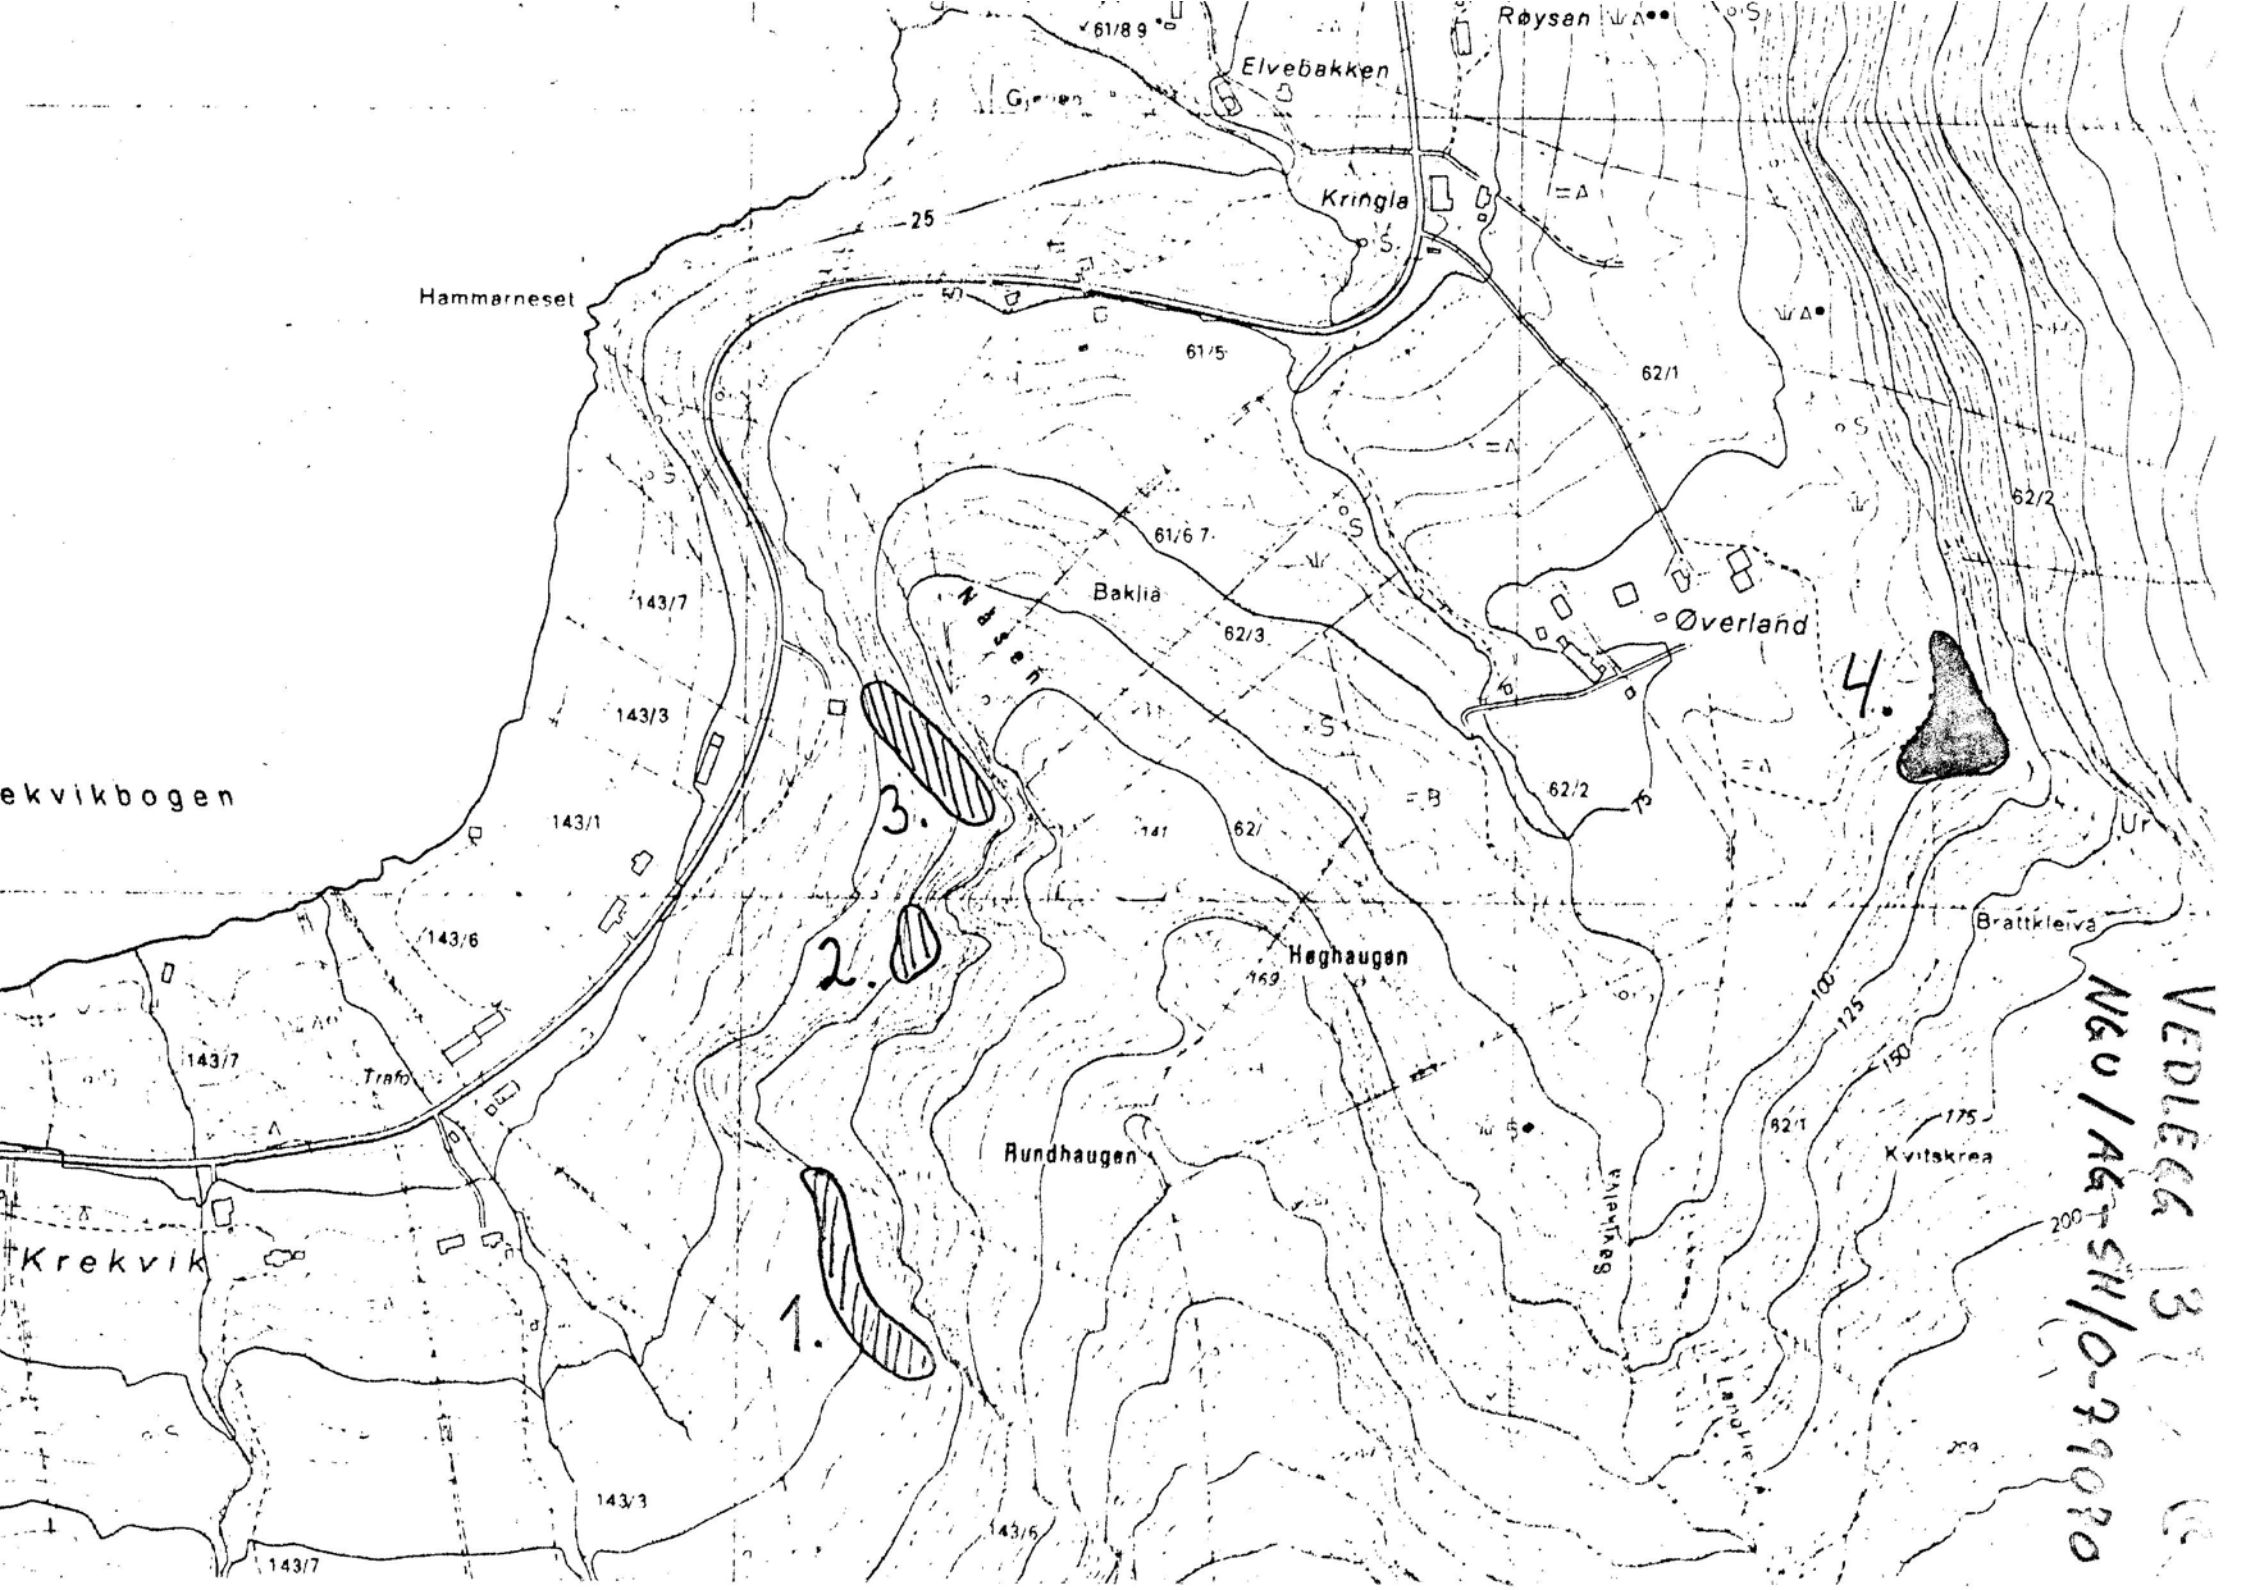 61/8 9
Røysan
S
Elvebakken
Kringla
=A
25
S
Hammarneset
61/5
62/1
=A
S
S
62/2
S
61/6 7
Baklia
143/7
62/3
Øverland
4.
143/3
S
ekvikbogen
3.
143/1
141
62/
=B
62/2
75
=A
Ur
143/6
2.
Høghaugen
169
Brattkleiva
100
125
150
143/7
Trafo
175
62/1
Rundhaugen
Kvitskrea
200
Krekvik
1.
143/3
143/6
143/7
VEDLEGG 3
NGU/AG-SH/0-79020